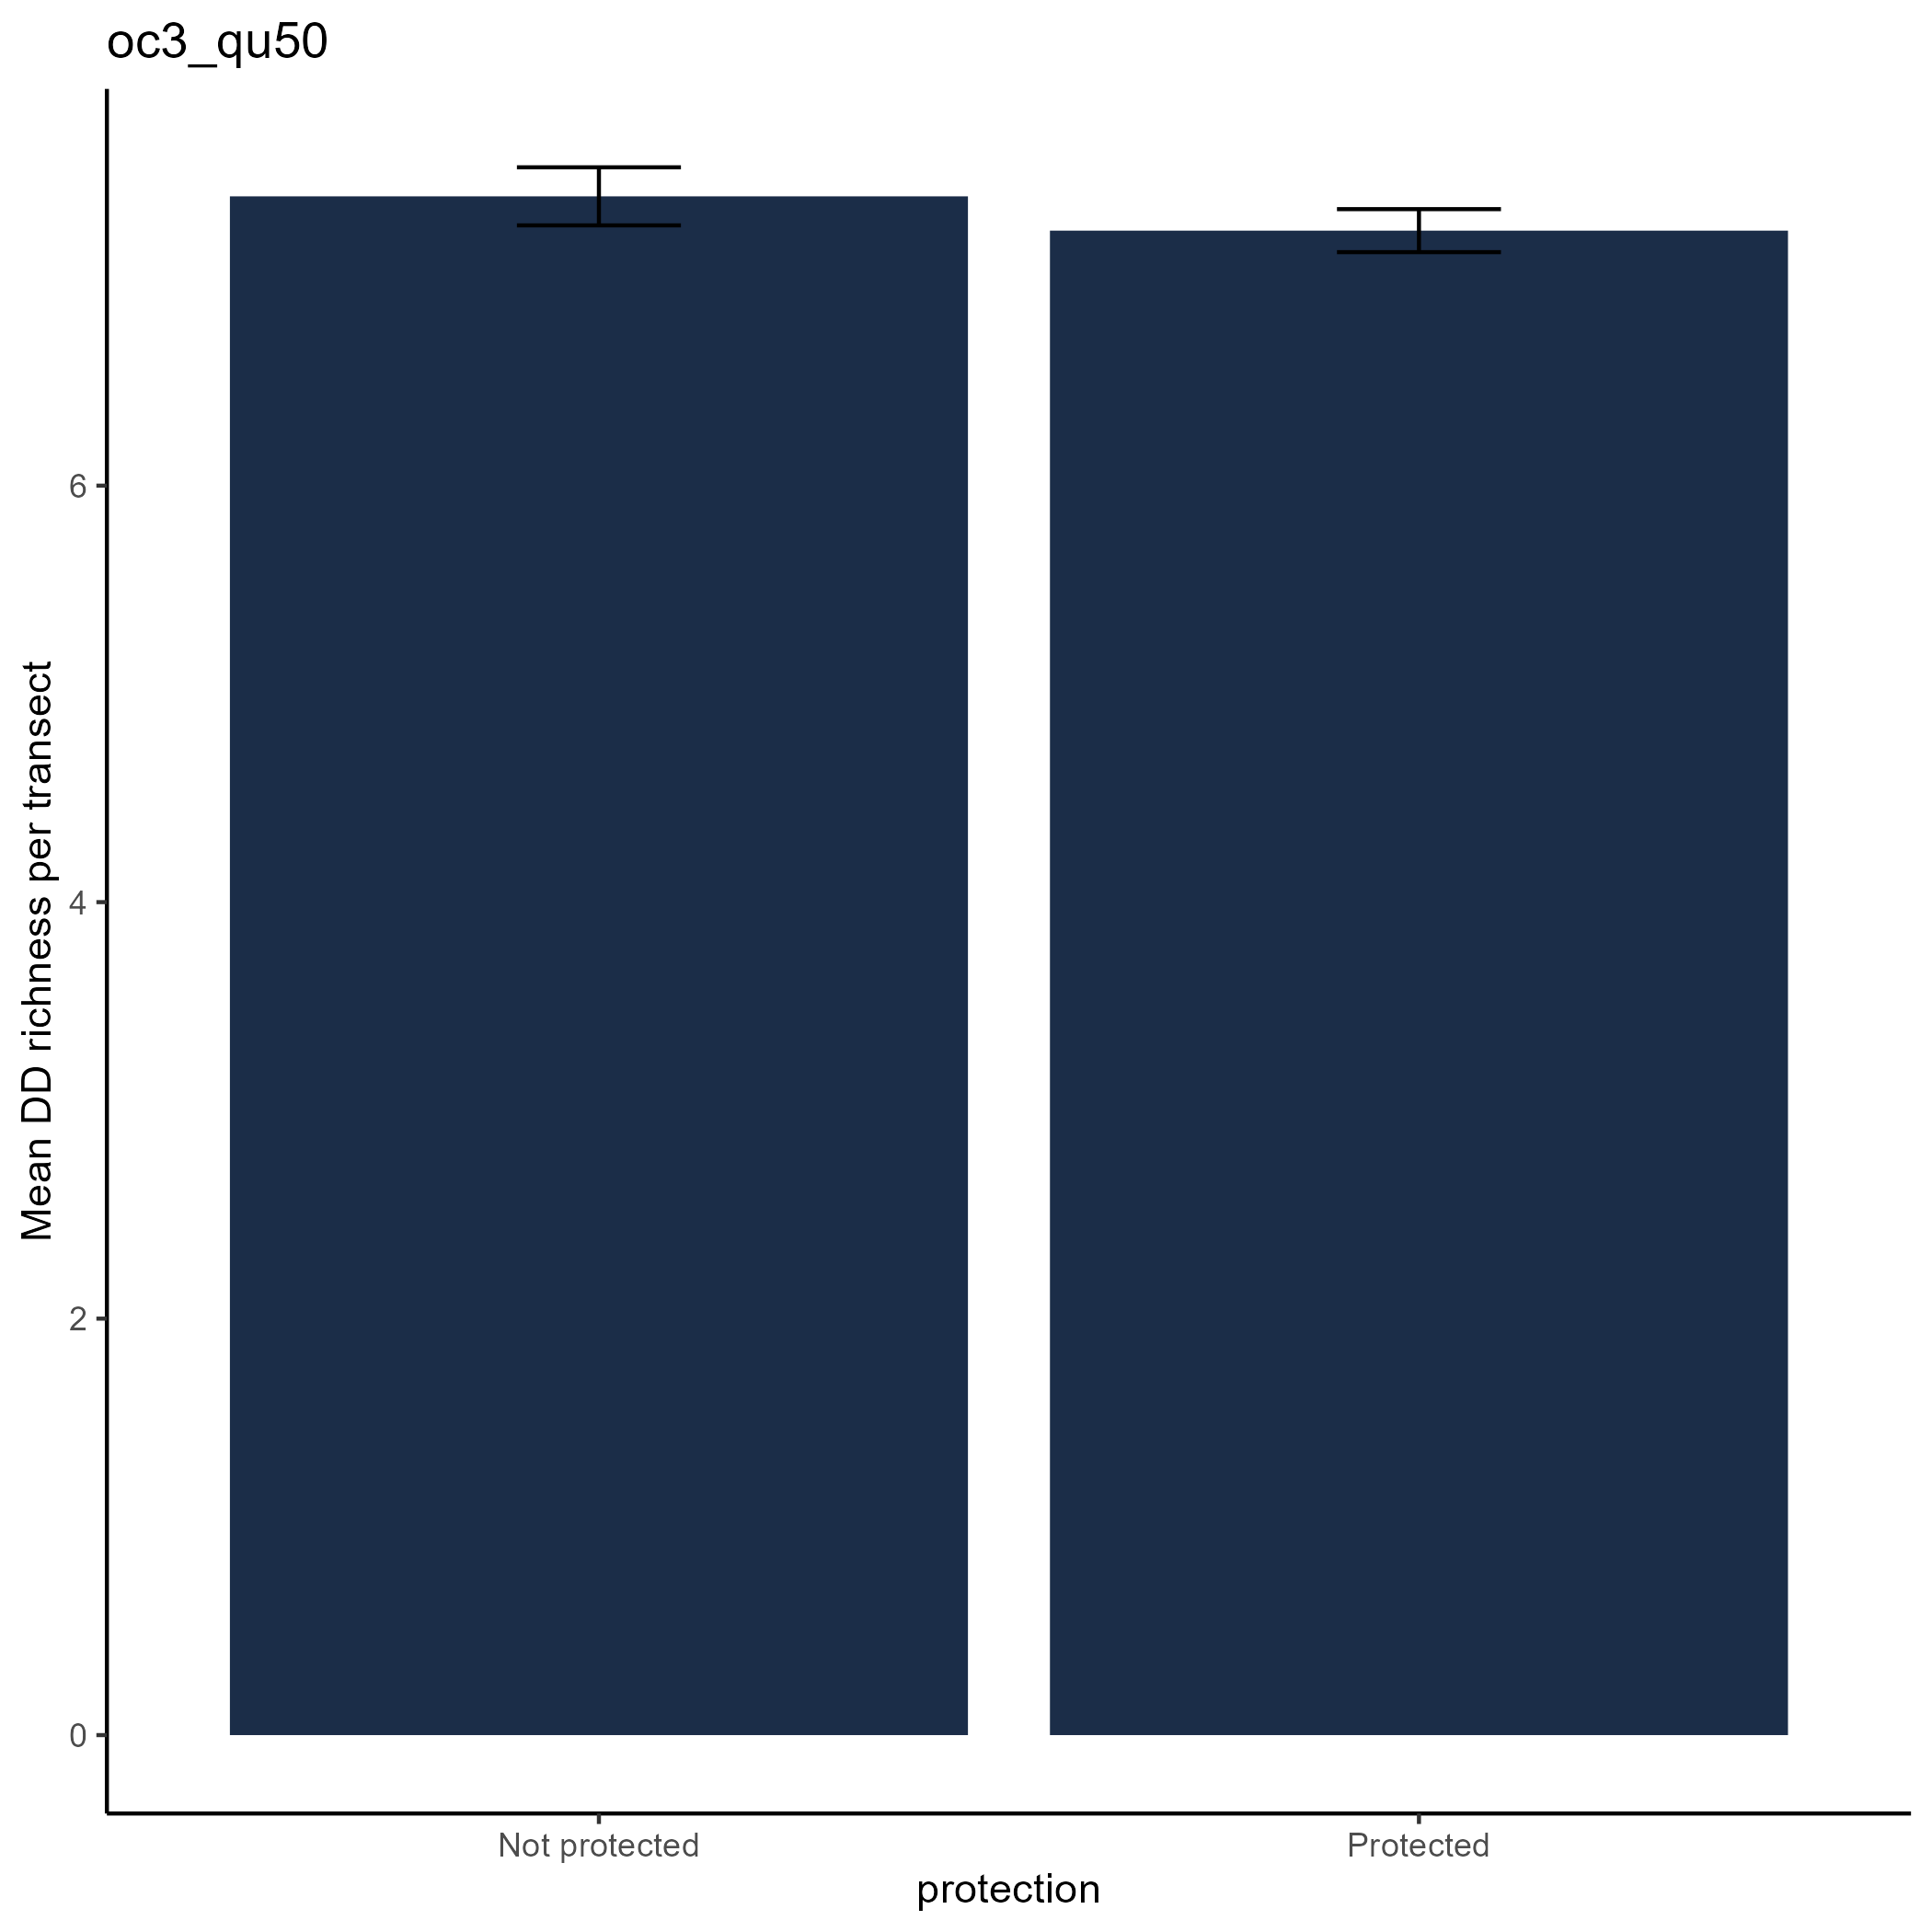 oc3_qu50
Mean DD richness per transect
6
4
2
0
Not protected
Protected
protection